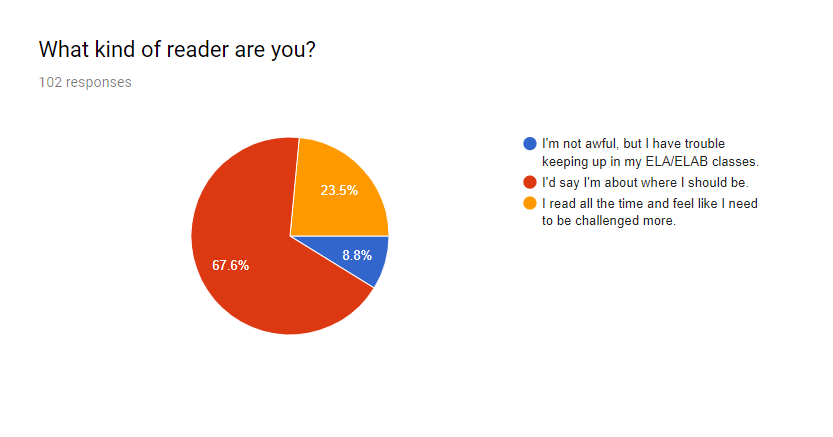 What kind of reader are you?
102 responses
I'm not awful, but I have trouble
keeping up in my ELA/ELAB classes.
I'd say I'm about where I should be.
I read all the time and feel like I need
to be challenged more.
23.5%
8.8%
67.6%